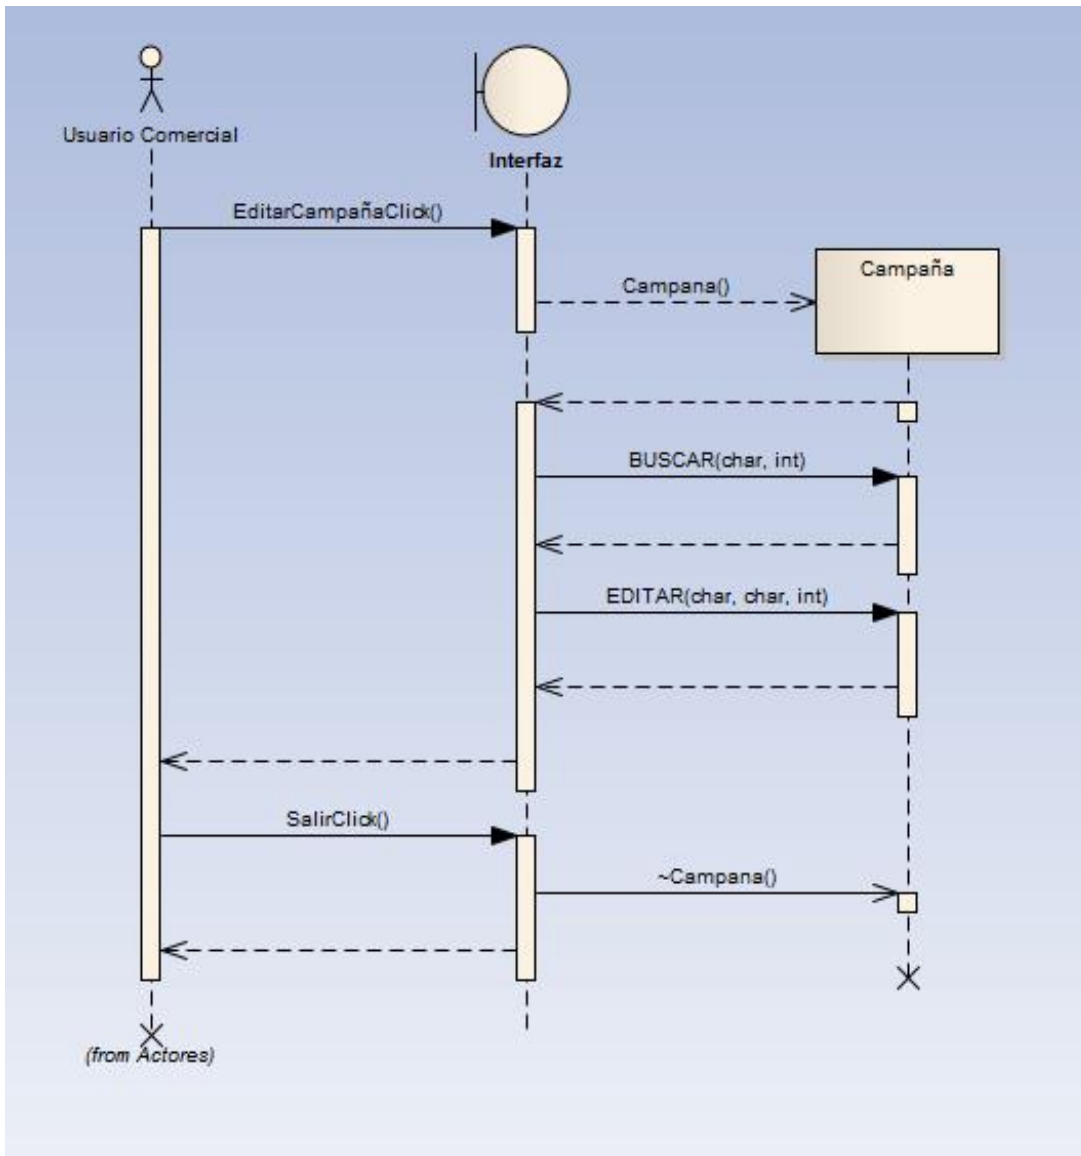 Usuario Comercial
Interfaz
EditarCampañaClick()
Campaña
Campana()
BUSCAR(char, int)
EDITAR(char, char, int)
SalirClick()
~Campana()
(from Actores)